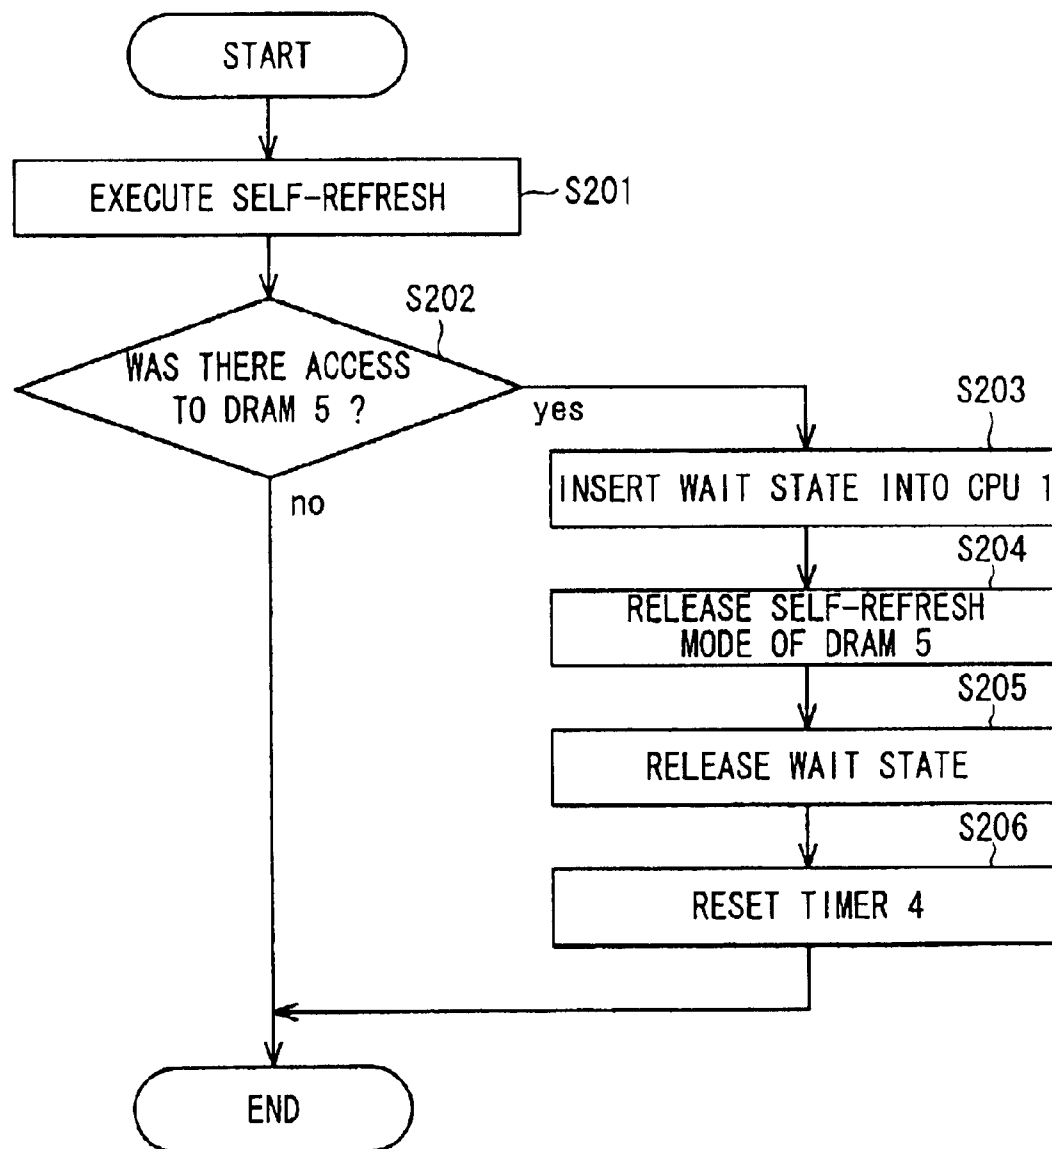 START
EXECUTE SELF-REFRESH
S201
S202
WAS THERE ACCESS
TO DRAM 5 ?
yes
no
S203
INSERT WAIT STATE INTO CPU 1
S204
RELEASE SELF-REFRESH
MODE OF DRAM 5
S205
RELEASE WAIT STATE
S206
RESET TIMER 4
END